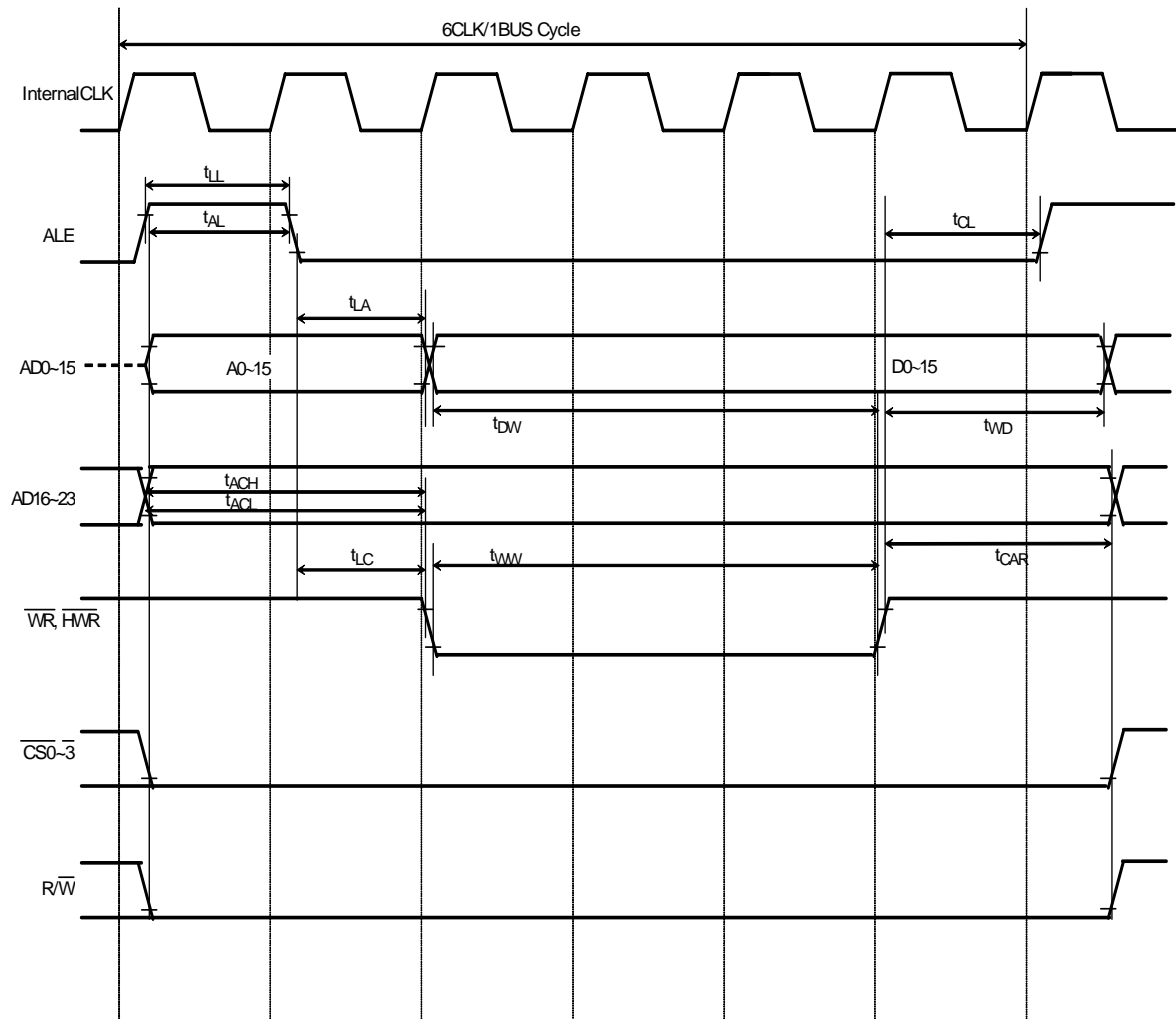 6CLK/1BUS Cycle
InternalCLK
tLL
tAL
ALE
tCL
tLA
AD0~15
A0~15
D0~15
tDW
tWD
tACH
AD16~23
tACL
tLC
tWW
tCAR
WR, HWR
CS0~3
R/W